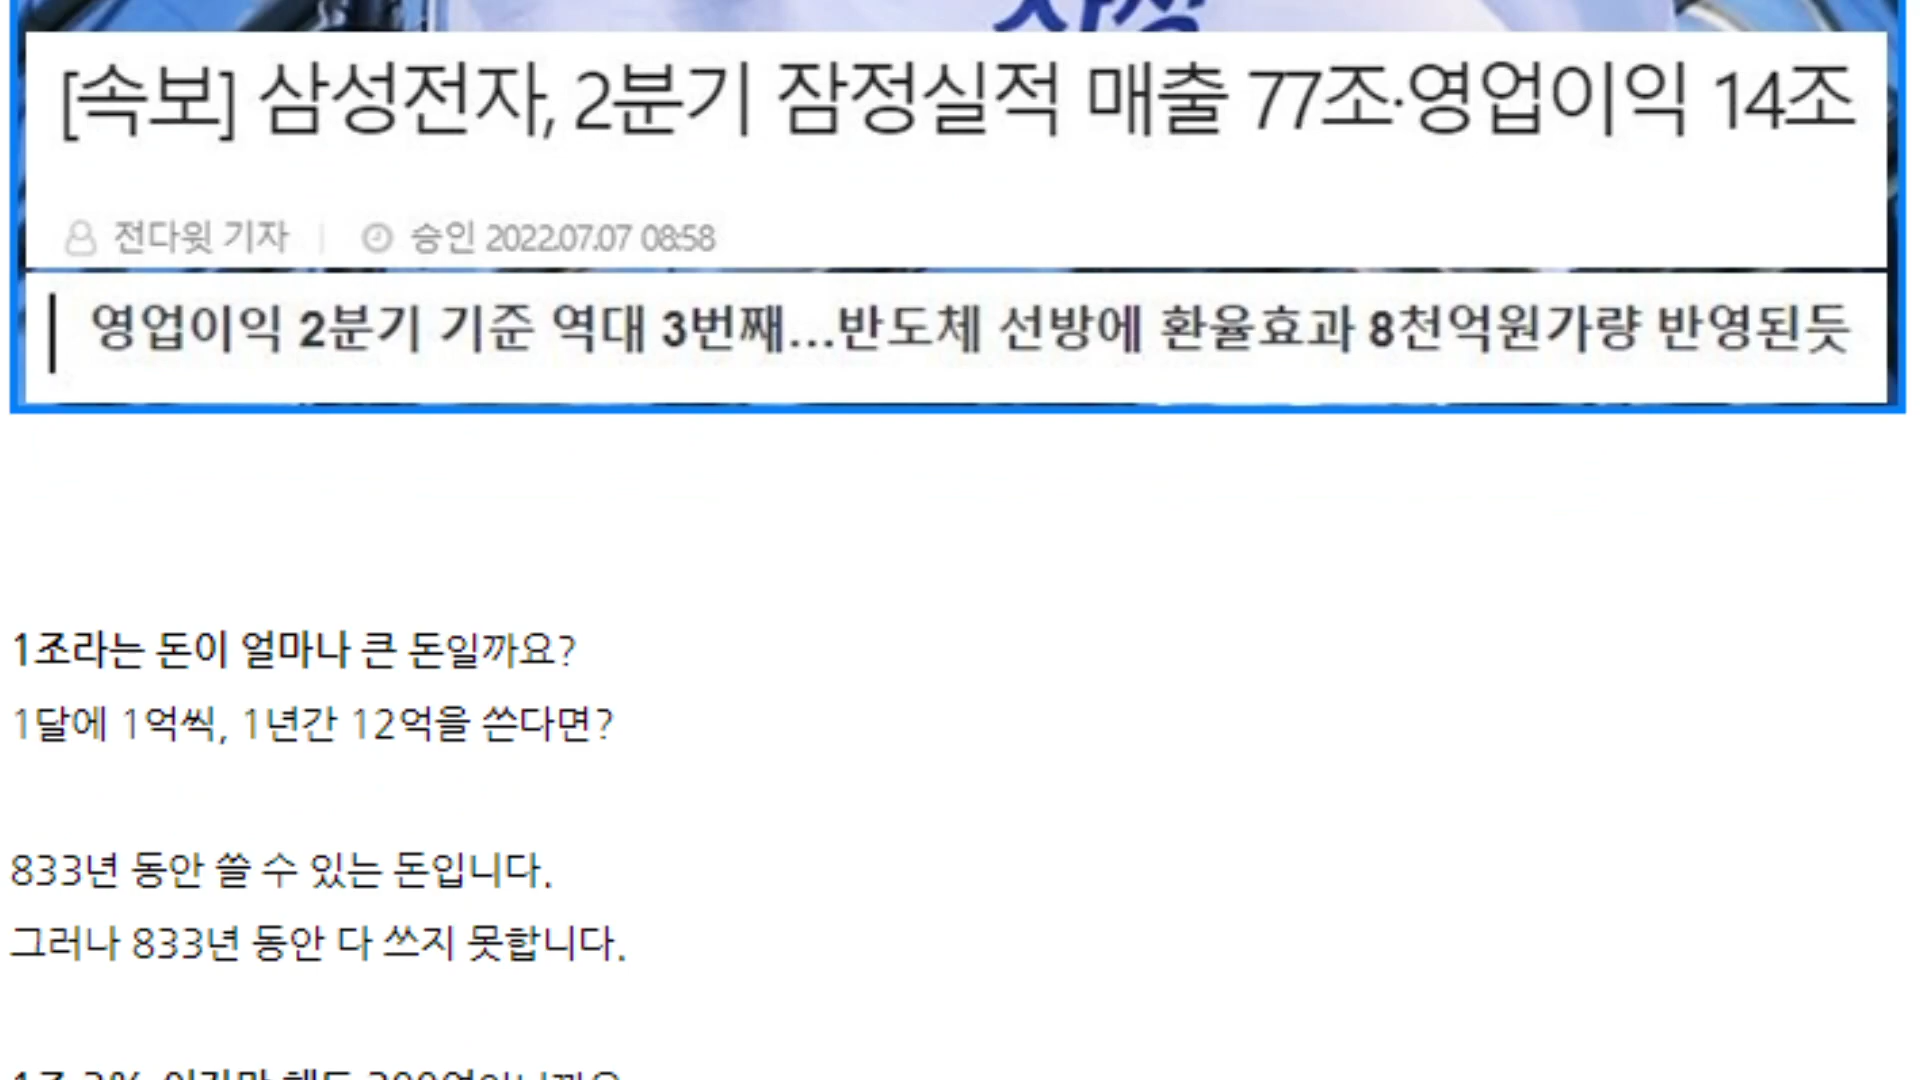 [속보] 삼성전자, 2분기 잠정실적 매출 77조·영업이익 14조
전다윗 기자 | 승인 2022.07.07 08:58
영업이익 2분기 기준 역대 3번째...반도체 선방에 환율효과 8천억원가량 반영된듯
1조라는 돈이 얼마나 큰 돈일까요?
1달에 1억씩, 1년간 12억을 쓴다면?
833년 동안 쓸 수 있는 돈입니다.
그러나 833년 동안 다 쓰지 못합니다.